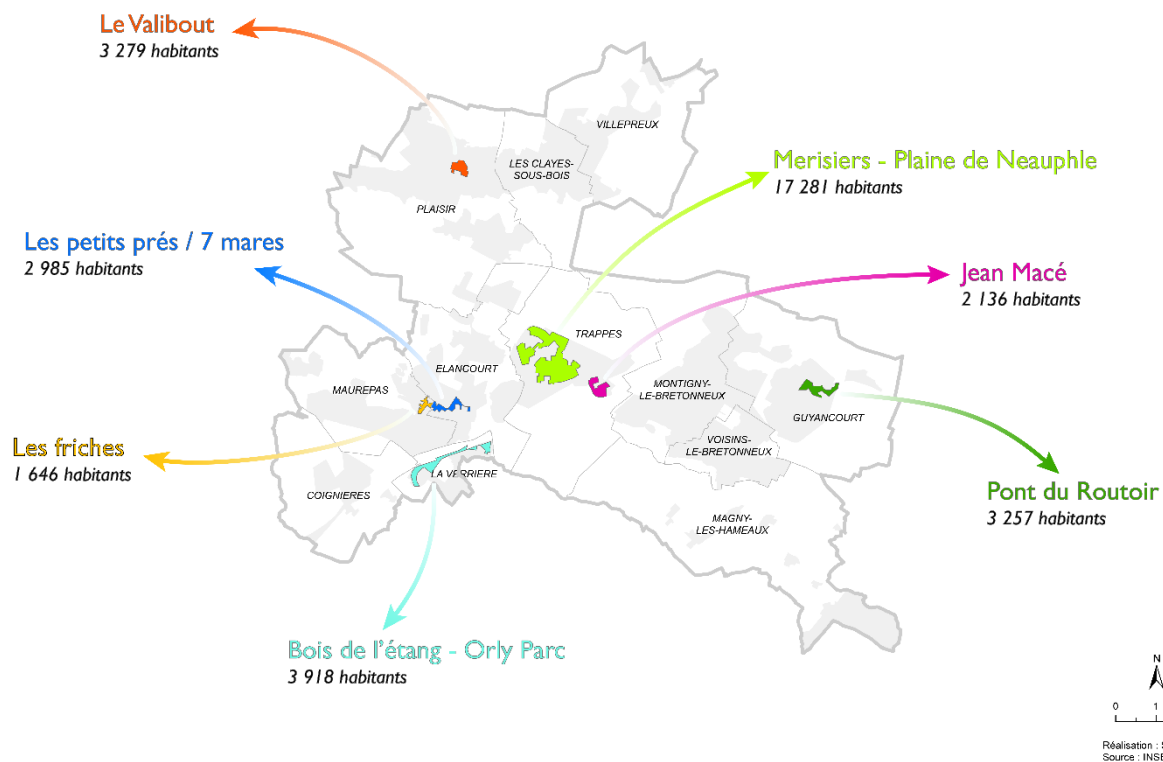 Le Valibout
3 279 habitants
VILLEPREUX
LES CLAYES-
SOUS-BOIS
PLAISIR
Merisiers - Plaine de Neauphle
17 281 habitants
Les petits prés / 7 mares
2 985 habitants
Jean Macé
2 136 habitants
TRAPPES
ELANCOURT
MAUREPAS
MONTIGNY-
LE-BRETONNEUX
GUYANCOURT
VOISINS-
LE-BRETONNEUX
Les friches
1 646 habitants
LA VERRIERE
COIGNIERES
Pont du Routoir
3 257 habitants
MAGNY-
LES-HAMEAUX
Bois de l'étang - Orly Parc
3 918 habitants
N
0 1
Réalisation :
Source :